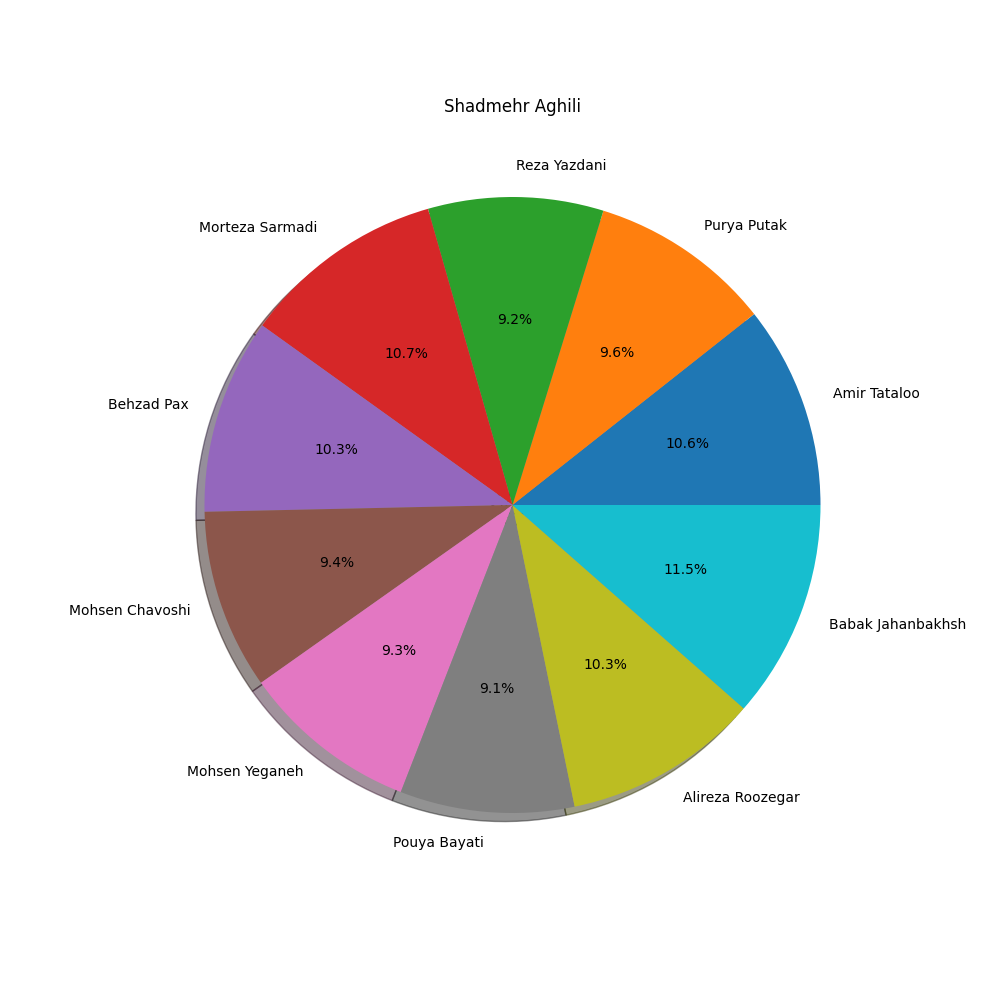 Shadmehr Aghili
Reza Yazdani
Purya Putak
Morteza Sarmadi
9.2%
9.6%
10.7%
Amir Tataloo
Behzad Pax
10.6%
10.3%
9.4%
11.5%
Mohsen Chavoshi
Babak Jahanbakhsh
9.3%
10.3%
9.1%
Mohsen Yeganeh
Alireza Roozegar
Pouya Bayati